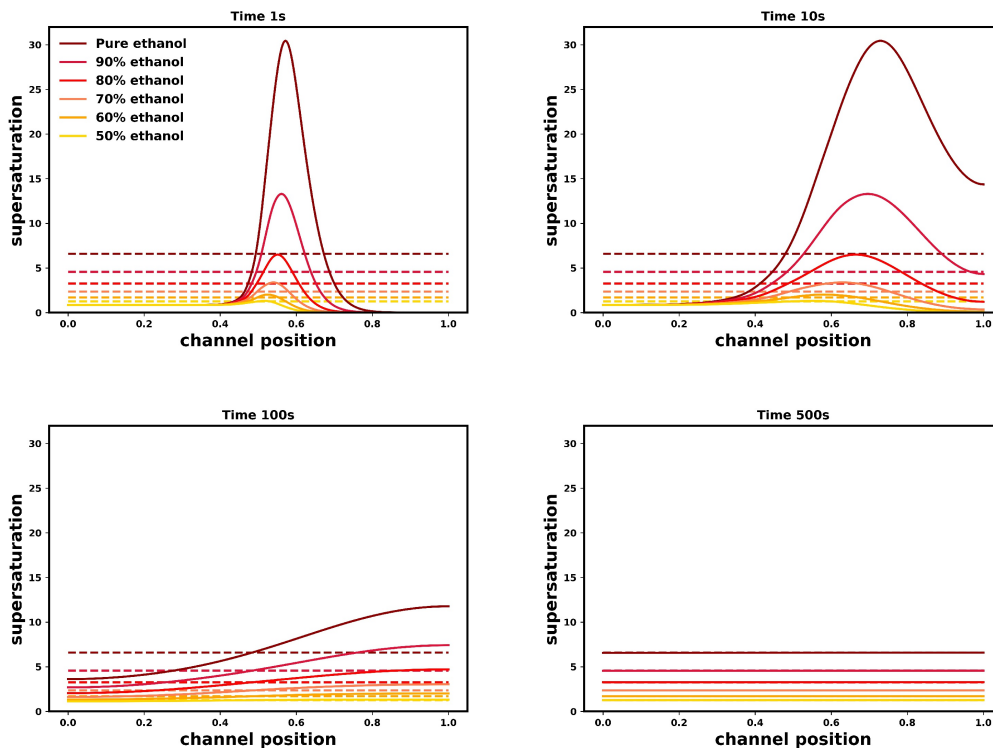 Time 1s
30
25
20
15
10
5
0
supersaturation
Pure ethanol
90% ethanol
80% ethanol
70% ethanol
60% ethanol
50% ethanol
0.0 0.2 0.4 0.6 0.8 1.0
channel position
Time 10s
30
25
20
15
10
5
0
supersaturation
0.0 0.2 0.4 0.6 0.8 1.0
channel position
Time 100s
30
25
20
15
10
5
0
supersaturation
0.0 0.2 0.4 0.6 0.8 1.0
channel position
Time 500s
30
25
20
15
10
5
0
supersaturation
0.0 0.2 0.4 0.6 0.8 1.0
channel position